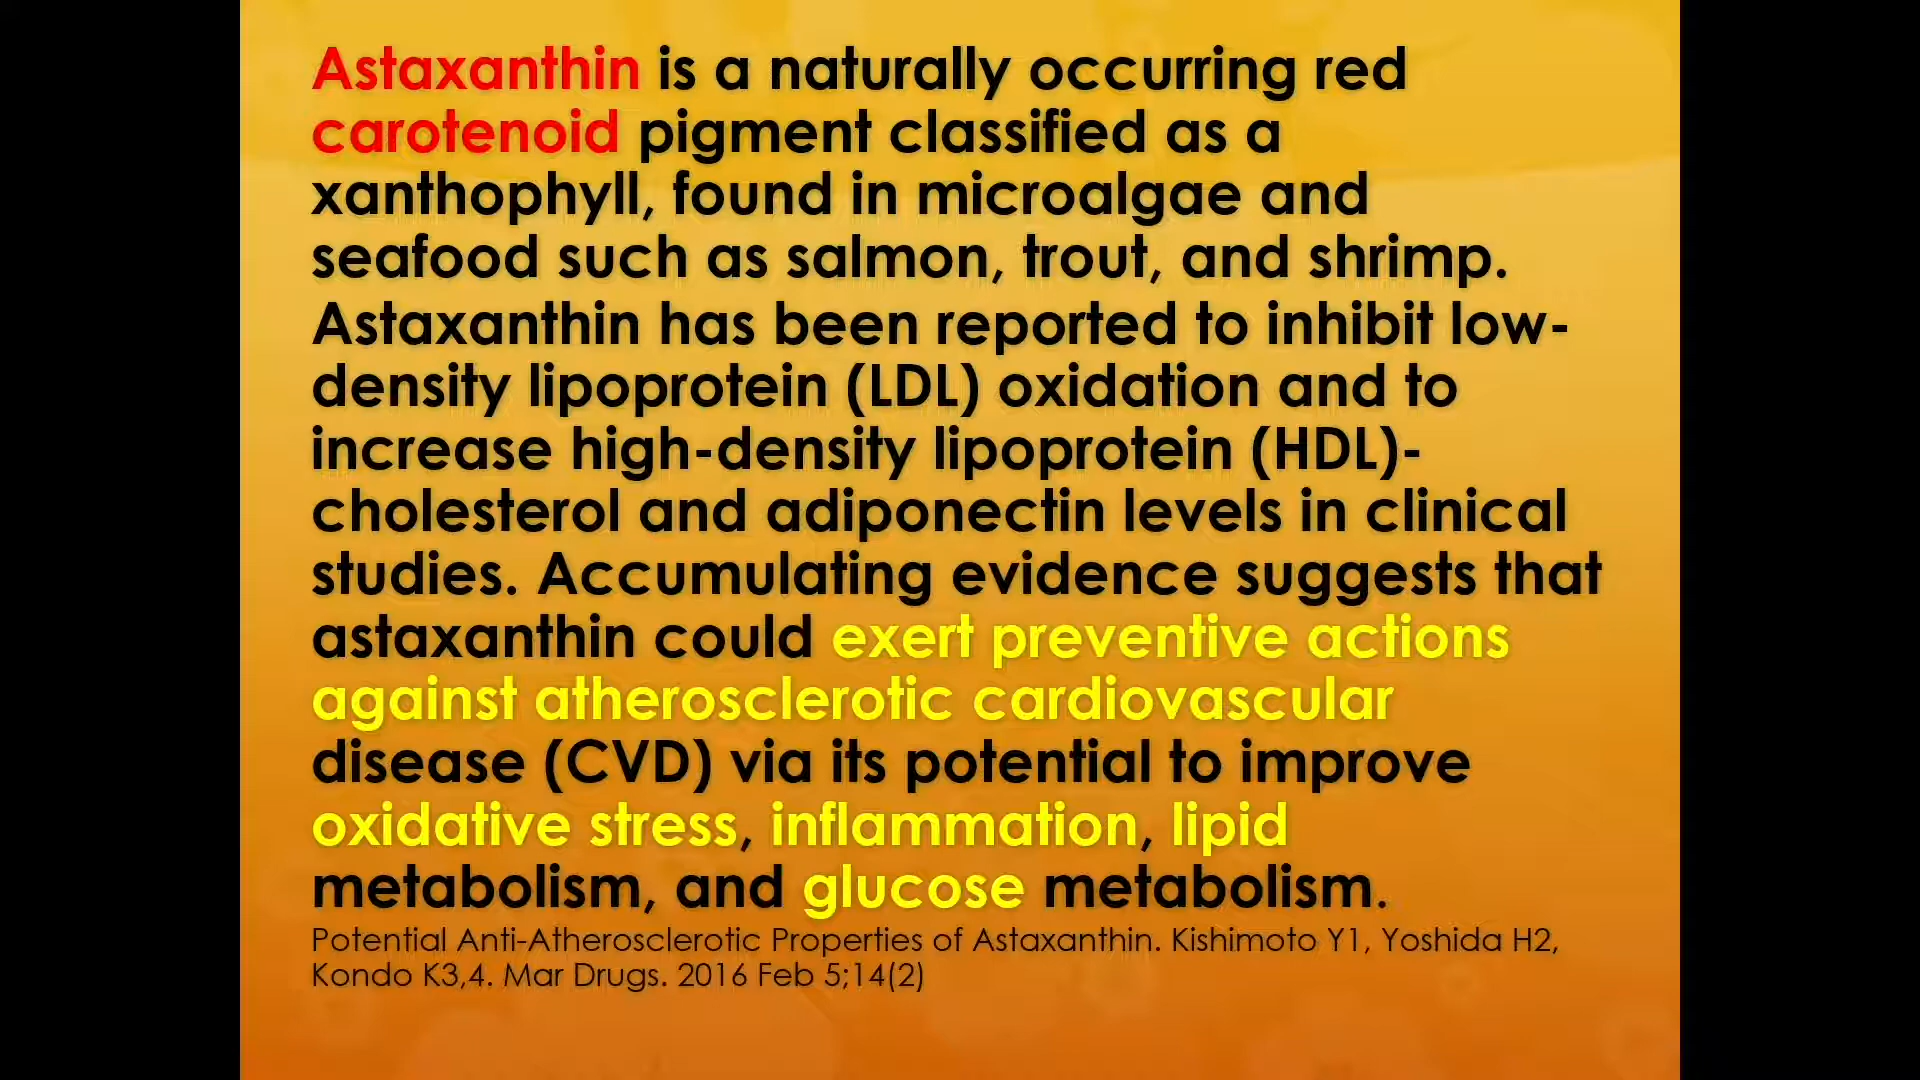 Astaxanthin is a naturally occurring red
carotenoid pigment classified as a
xanthophyll, found in microalgae and
seafood such as salmon, trout, and shrimp.
Astaxanthin has been reported to inhibit low-
density lipoprotein (LDL) oxidation and to
increase high-density lipoprotein (HDL)-
cholesterol and adiponectin levels in clinical
studies. Accumulating evidence suggests that
astaxanthin could exert preventive actions
against atherosclerotic cardiovascular
disease (CVD) via its potential to improve
oxidative stress, inflammation, lipid
metabolism, and glucose metabolism.
Potential Anti-Atherosclerotic Properties of Astaxanthin. Kishimoto Y1, Yoshida H2,
Kondo K3,4. Mar Drugs. 2016 Feb 5;14(2)